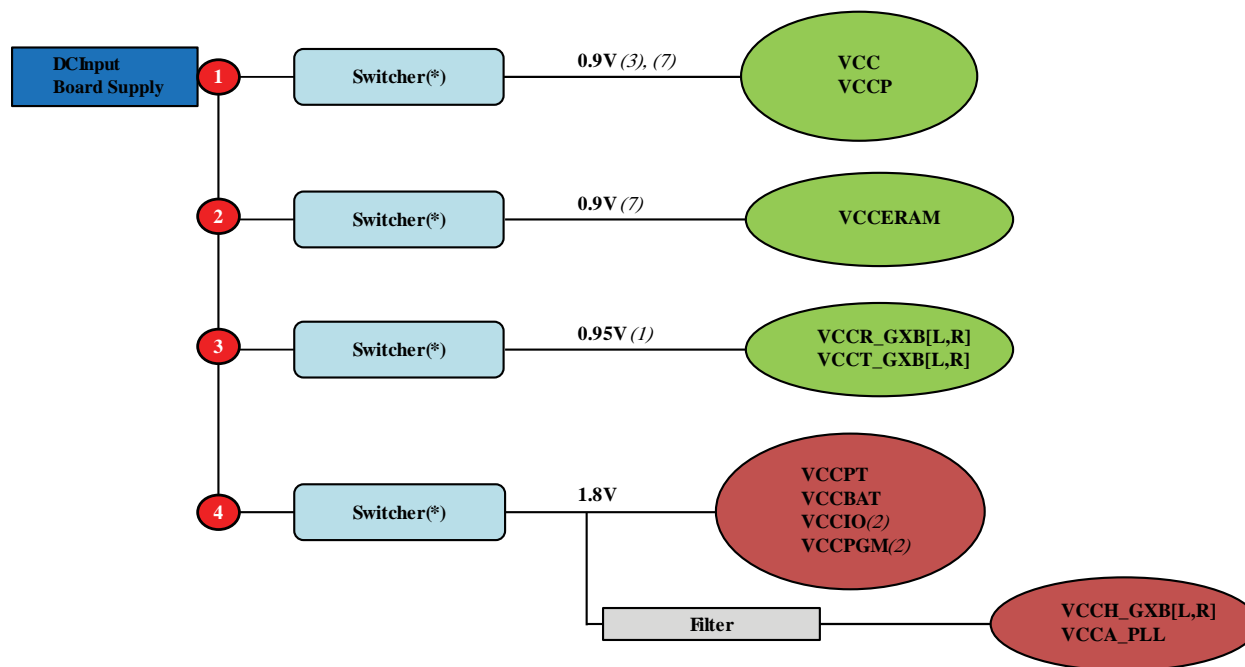 DCInput
Board Supply
1
Switcher(*)
0.9V (3), (7)
VCC
VCCP
2
Switcher(*)
0.9V (7)
VCCERAM
3
Switcher(*)
0.95V (1)
VCCR_GXB[L,R]
VCCT_GXB[L,R]
4
Switcher(*)
1.8V
VCCPT
VCCBAT
VCCIO(2)
VCCPGM(2)
Filter
VCCH_GXB[L,R]
VCCA_PLL